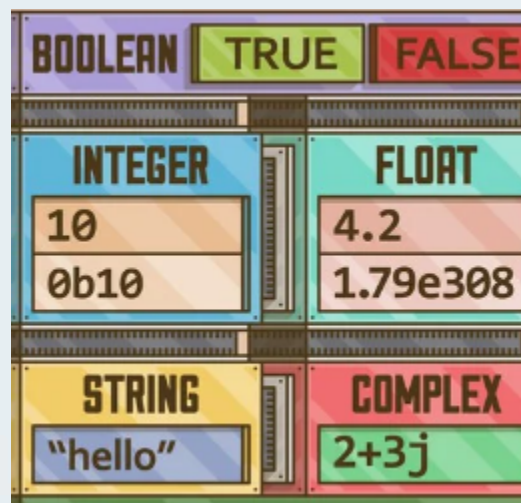 BOOLEAN TRUE FALSE
INTEGER FLOAT
10 4.2
0b10 1.79e308
STRING COMPLEX
“hello” 2+3j